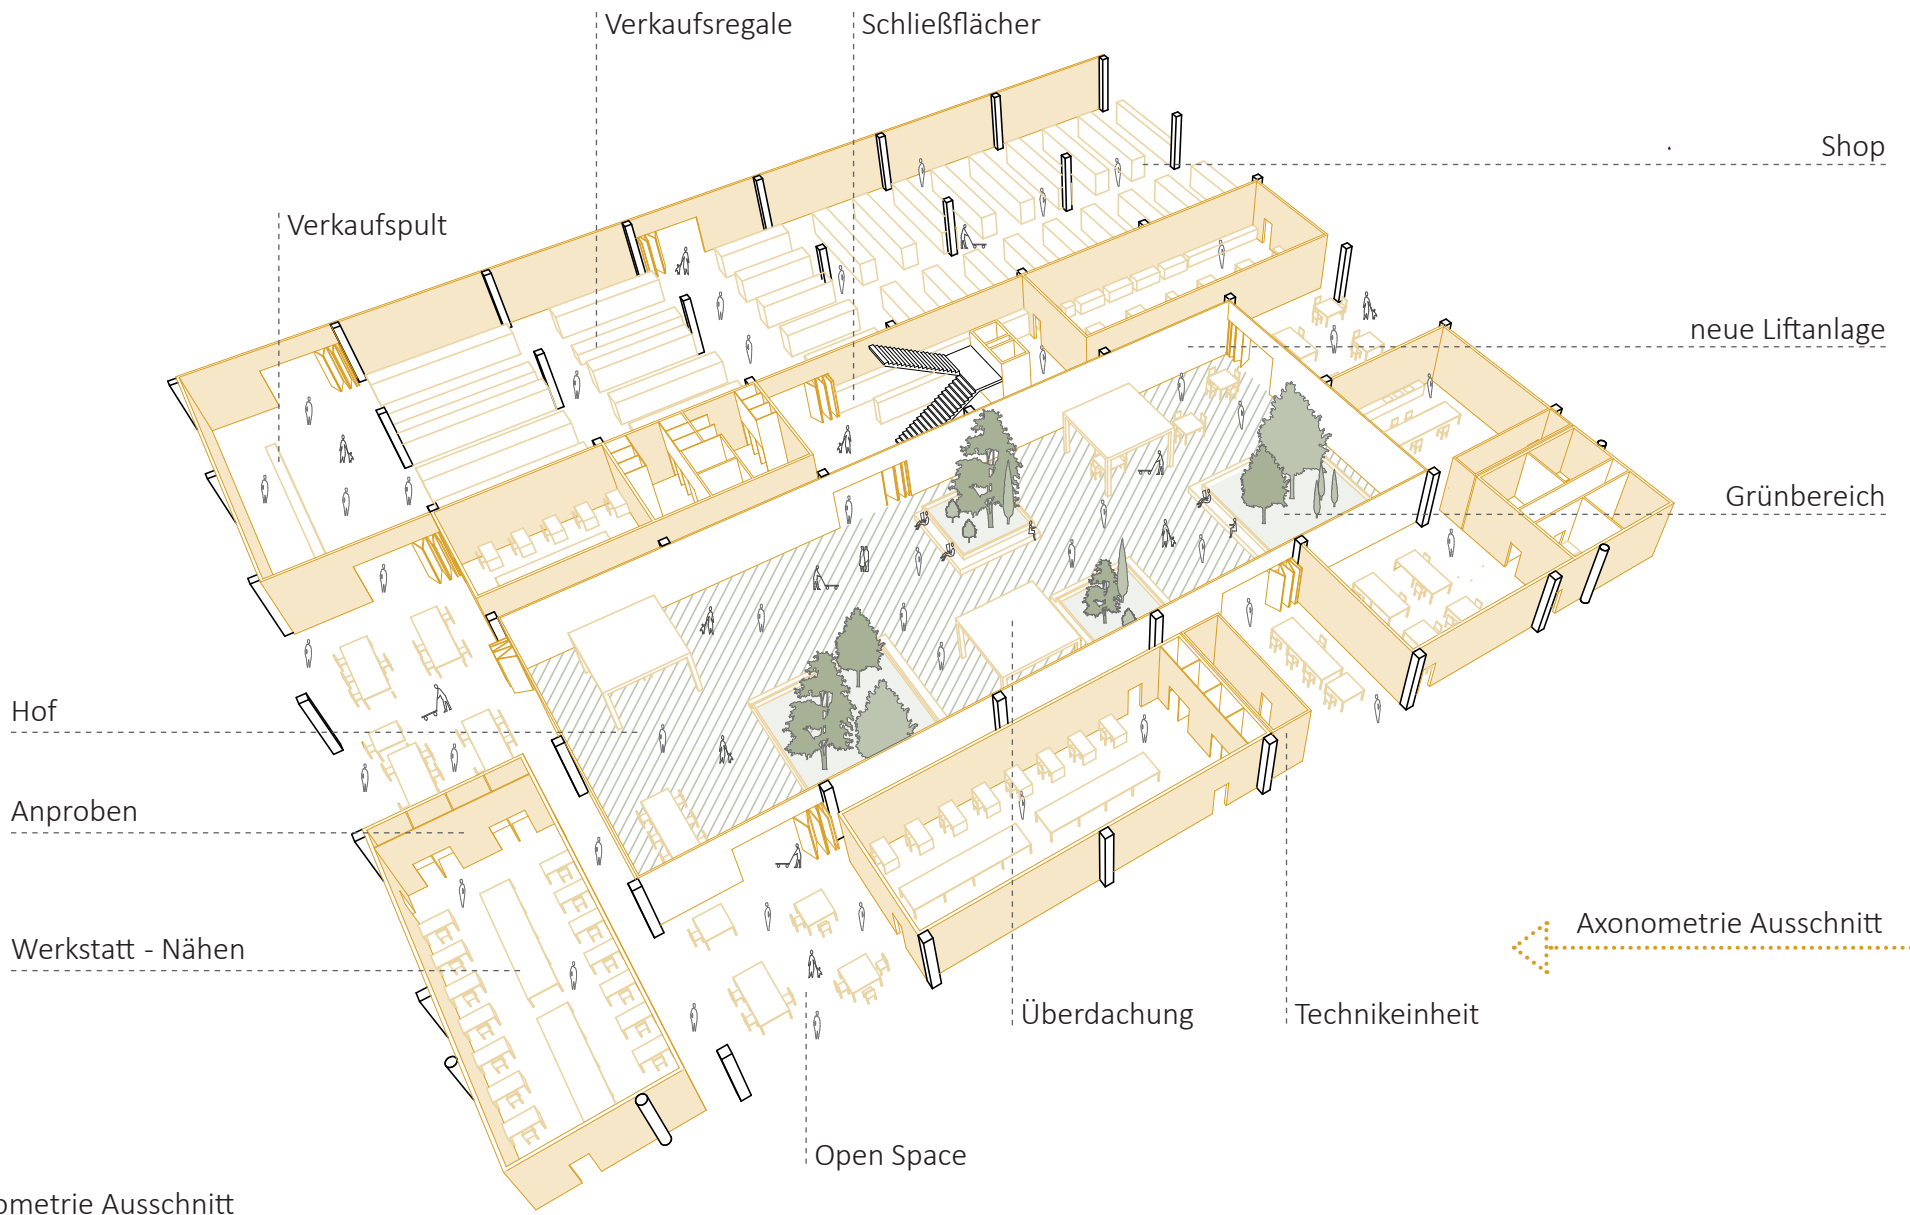 Verkaufsregale
Schließflächer
Shop
Verkaufspult
neue Liftanlage
Grünbereich
Hof
Anproben
Werkstatt - Nähen
Axonometrie Ausschnitt
Überdachung
Technikeinheit
Open Space
ometrie Ausschnitt